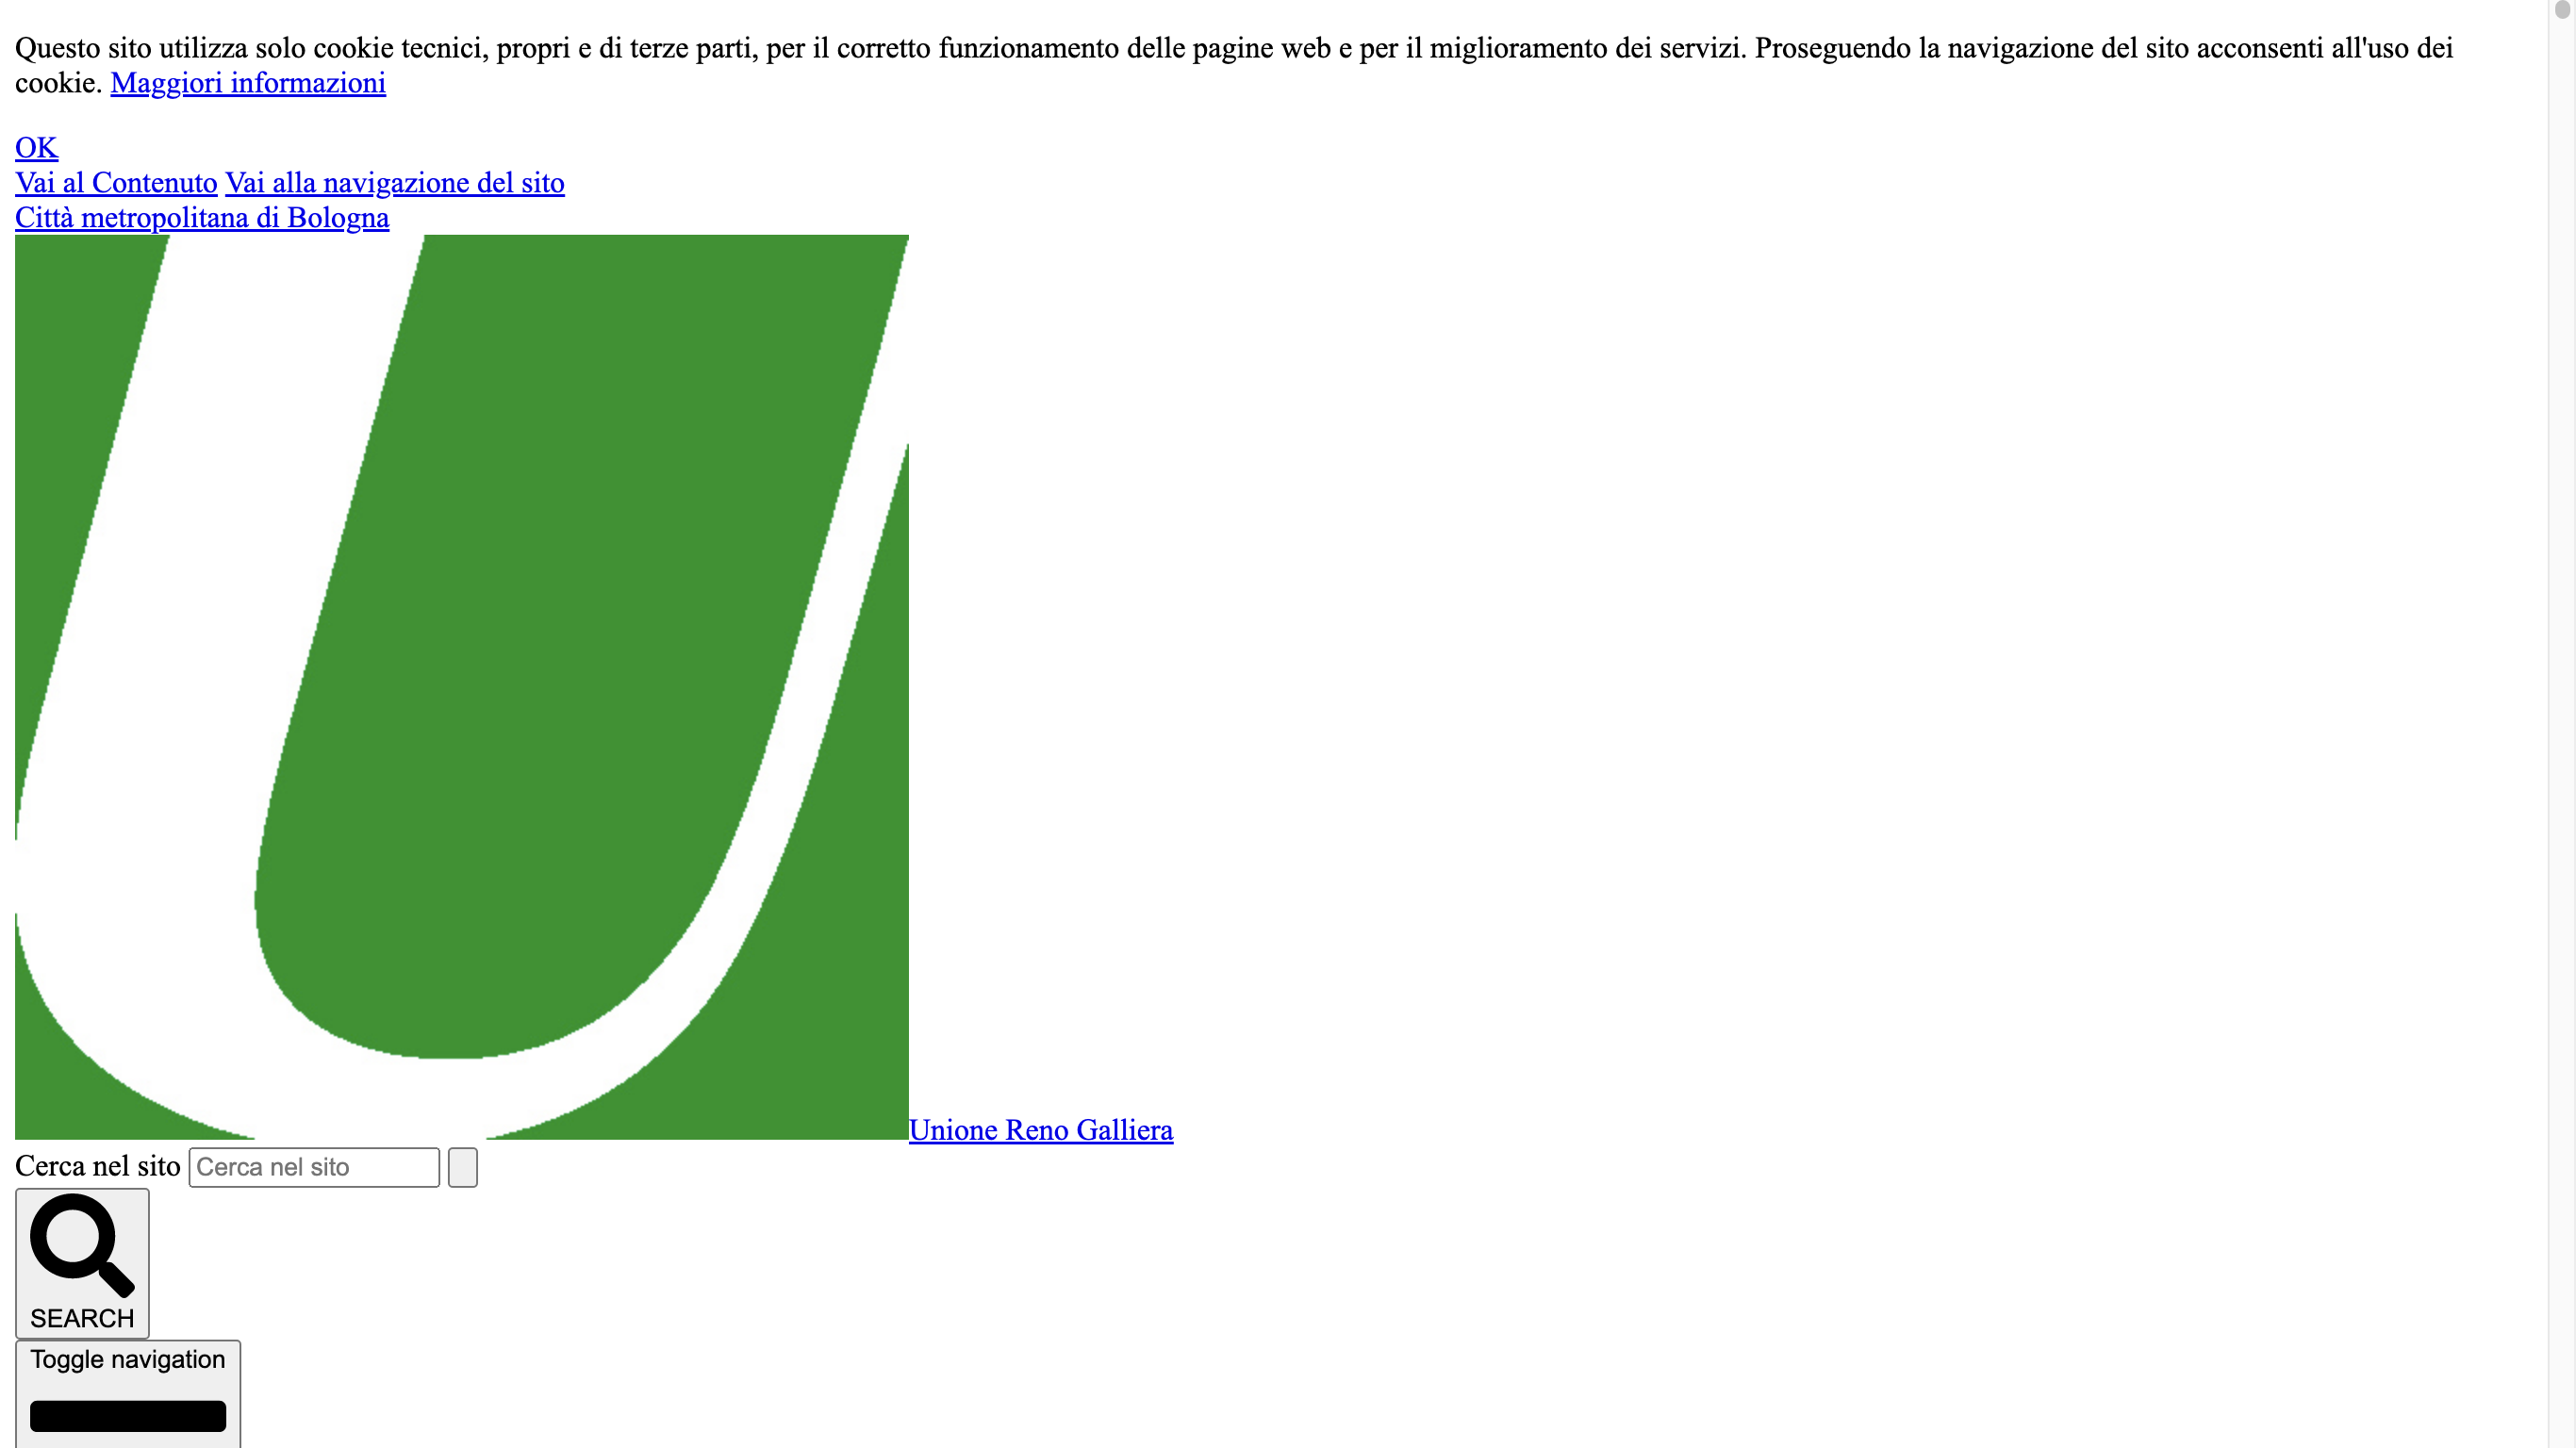 Questo sito utilizza solo cookie tecnici, propri e di terze parti, per il corretto funzionamento delle pagine web e per il miglioramento dei servizi. Proseguendo la navigazione del sito acconsenti all'uso dei
cookie. Maggiori informazioni
OK
Vai al Contenuto Vai alla navigazione del sito
Città metropolitana di Bologna
U
Unione Reno Galliera
Cerca nel sito Cerca nel sito
SEARCH
Toggle navigation